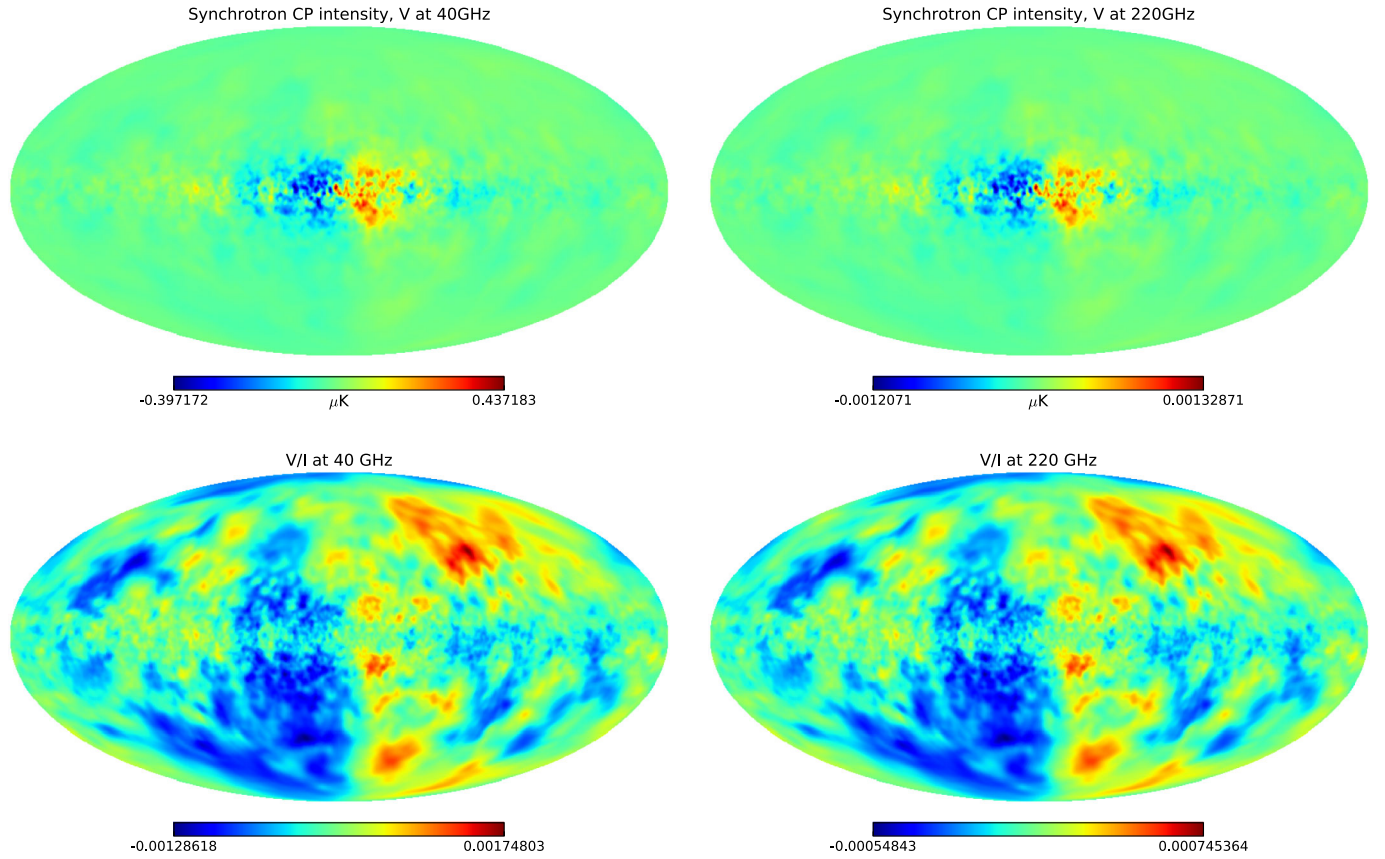 Synchrotron CP intensity, V at 40GHz
Synchrotron CP intensity, V at 220GHz
-0.397172 μK 0.437183
-0.0012071 μK 0.00132871
V/I at 40 GHz
V/I at 220 GHz
-0.00128618 0.00174803
-0.00054843 0.000745364